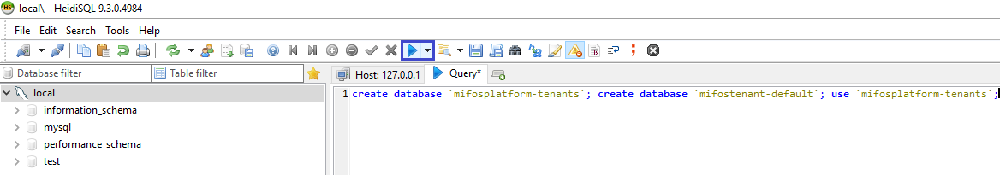 local\ - HeidiSQL 9.3.0.4984
File Edit Search Tools Help
Database filter Table filter Host: 127.0.0.1 Query*
local
1 create database `mifosplatform-tenants`; create database `mifostenant-default`; use `mifosplatform-tenants`;
information_schema
mysql
performance_schema
test